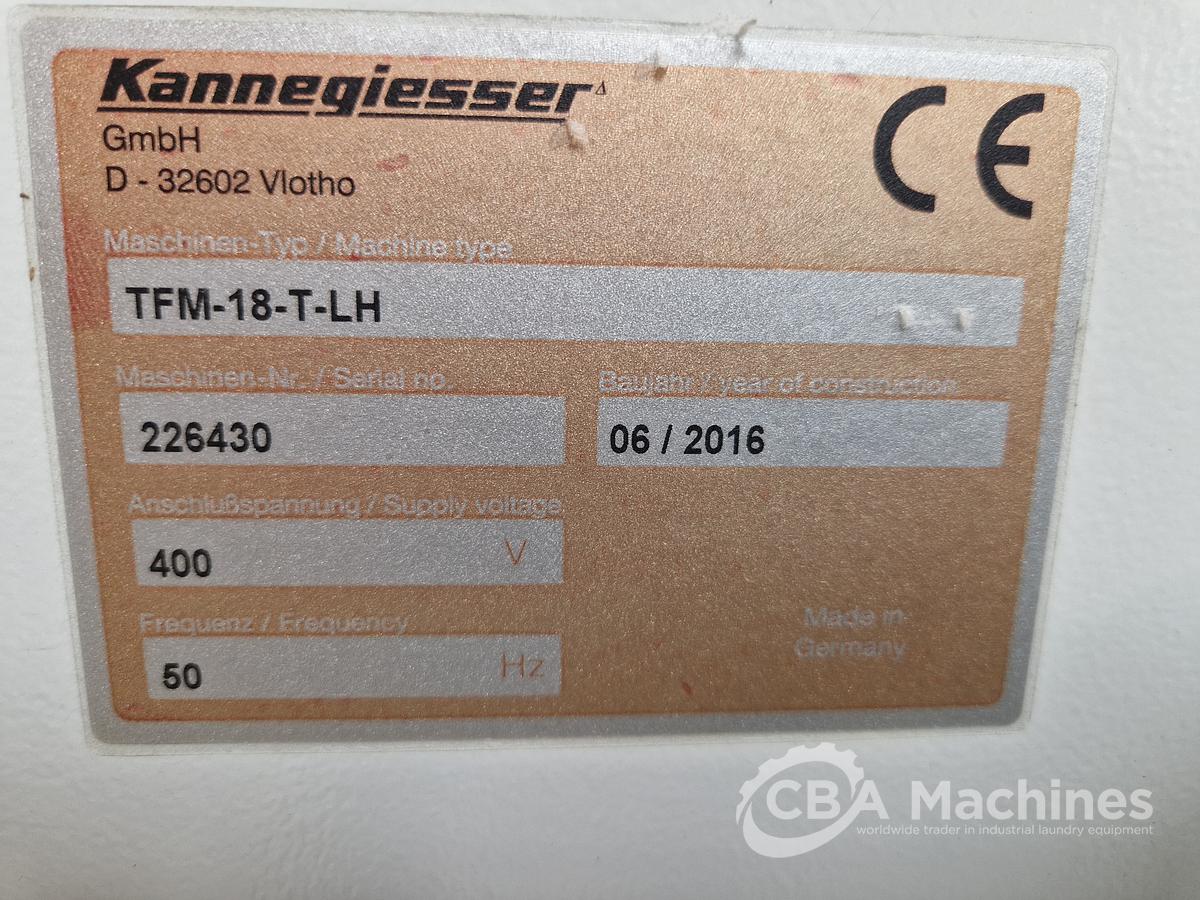 Kannegiesser
GmbH
D - 32602 Vlotho
CE
Maschinen-Typ / Machine type
TFM-18-T-LH
Maschinen-Nr. / Serial no.
Baujahr / year of construction
226430
06 / 2016
Anschlußspannung / Supply voltage
400 V
Frequenz / Frequency
50 Hz
Made in
Germany
CBA Machines
worldwide trader in industrial laundry equipment